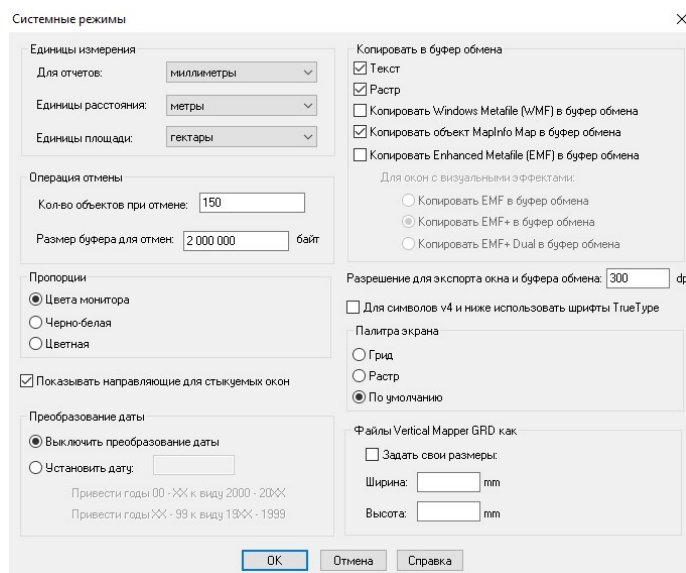 Системные режимы
Единицы измерения
Для отчетов: миллиметры
Единицы расстояния: метры
Единицы площади: гектары
Операция отмены
Кол-во объектов при отмене: 150
Размер буфера для отмен: 2 000 000 байт
Пропорции
Цвета монитора
Черно-белая
Цветная
Показывать направляющие для стыкуемых окон
Преобразование даты
Выключить преобразование даты
Установить дату:
Привести годы 00 - XX к виду 2000 - 20XX
Привести годы XX - 99 к виду 19XX - 1999
Копировать в буфер обмена
Текст
Растр
Копировать Windows Metafile (WMF) в буфер обмена
Копировать объект MapInfo Map в буфер обмена
Копировать Enhanced Metafile (EMF) в буфер обмена
Для окон с визуальными эффектами:
Копировать EMF в буфер обмена
Копировать EMF+ в буфер обмена
Копировать EMF+ Dual в буфер обмена
Разрешение для экспорта окна и буфера обмена: 300 dp
Для символов v4 и ниже использовать шрифты TrueType
Палитра экрана
Грид
Растр
По умолчанию
Файлы Vertical Mapper GRD как
Задать свои размеры:
Ширина: mm
Высота: mm
OK Отмена Справка